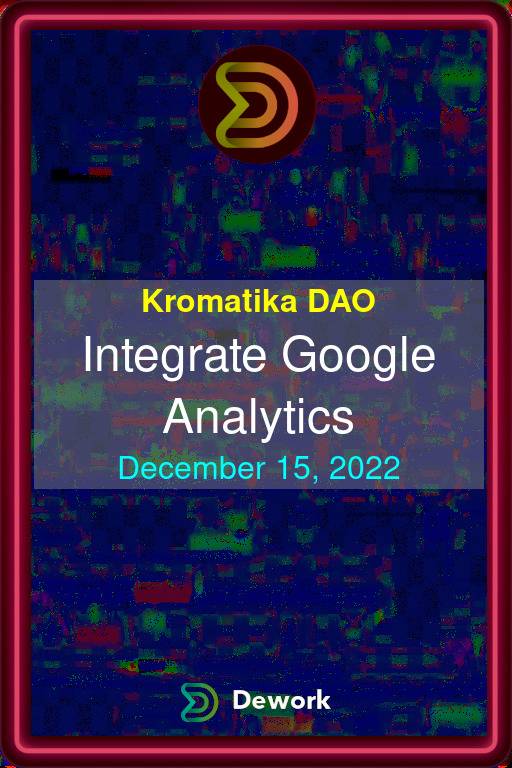 Kromatika DAO
Integrate Google
Analytics
December 15, 2022
Dework